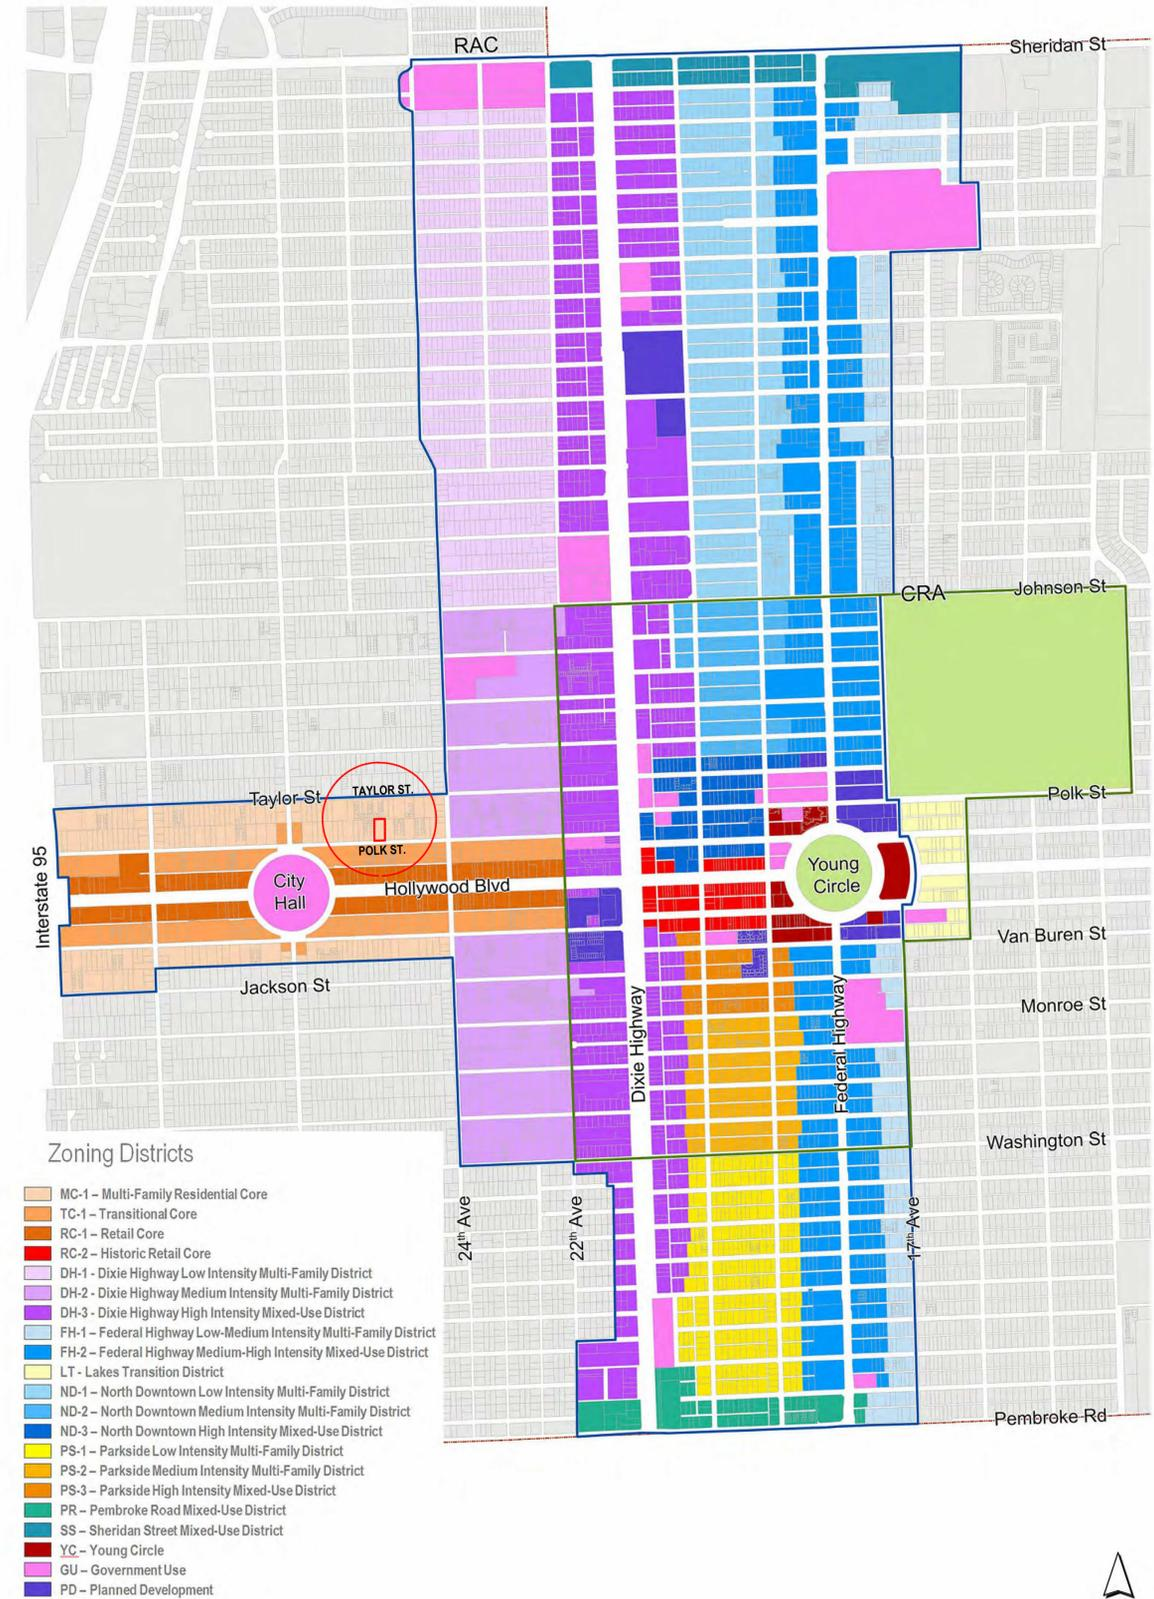 RAC
Sheridan St
CRA
Johnson St
Taylor St
TAYLOR ST.
POLK ST.
Polk St
Interstate 95
City
Hall
Hollywood Blvd
Young
Circle
Van Buren St
Jackson St
Monroe St
Dixie Highway
Federal Highway
Washington St
24th Ave
22th Ave
17th Ave
Pembroke Rd
Zoning Districts
MC-1 – Multi-Family Residential Core
TC-1 – Transitional Core
RC-1 – Retail Core
RC-2 – Historic Retail Core
DH-1 - Dixie Highway Low Intensity Multi-Family District
DH-2 - Dixie Highway Medium Intensity Multi-Family District
DH-3 - Dixie Highway High Intensity Mixed-Use District
FH-1 – Federal Highway Low-Medium Intensity Multi-Family District
FH-2 – Federal Highway Medium-High Intensity Mixed-Use District
LT - Lakes Transition District
ND-1 – North Downtown Low Intensity Multi-Family District
ND-2 – North Downtown Medium Intensity Multi-Family District
ND-3 – North Downtown High Intensity Mixed-Use District
PS-1 – Parkside Low Intensity Multi-Family District
PS-2 – Parkside Medium Intensity Multi-Family District
PS-3 – Parkside High Intensity Mixed-Use District
PR – Pembroke Road Mixed-Use District
SS – Sheridan Street Mixed-Use District
YC – Young Circle
GU – Government Use
PD – Planned Development